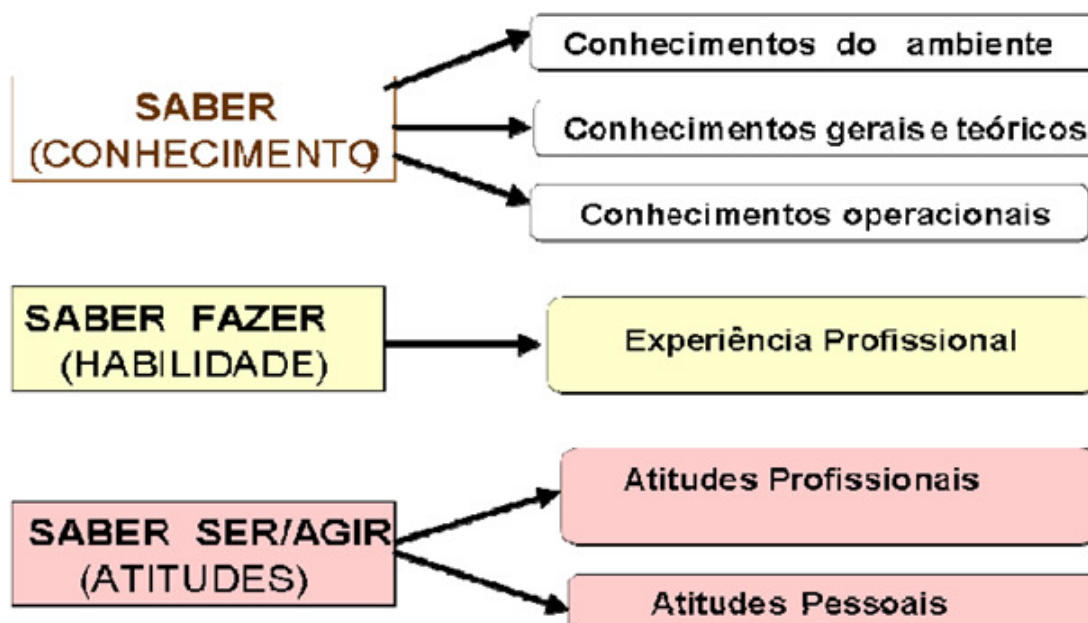 SABER
(CONHECIMENTO)
Conhecimentos do ambiente
Conhecimentos gerais e teóricos
Conhecimentos operacionais
SABER FAZER
(HABILIDADE)
Experiência Profissional
SABER SER/AGIR
(ATITUDES)
Atitudes Profissionais
Atitudes Pessoais